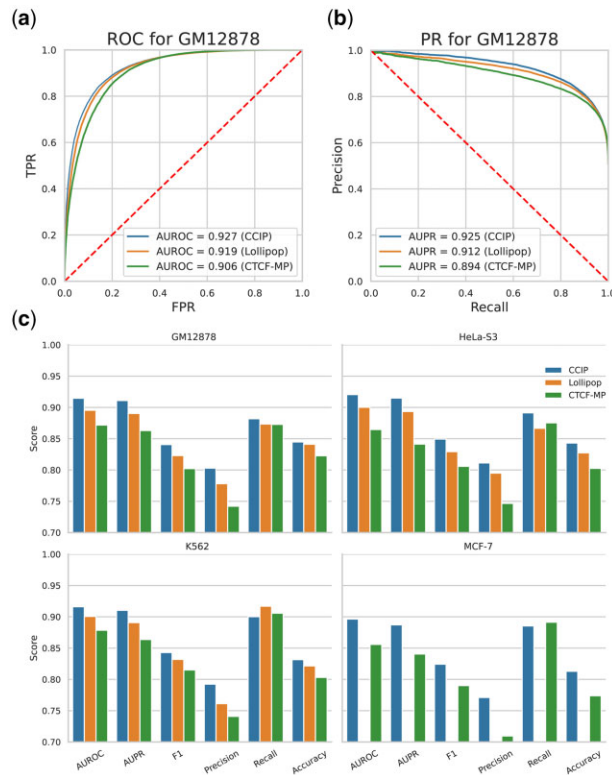 (a)
ROC for GM12878
1.0
0.8
0.6
0.4
0.2
0.0
TPR
0.0 0.2 0.4 0.6 0.8 1.0
FPR
AUROC = 0.927 (CCIP)
AUROC = 0.919 (Lollipop)
AUROC = 0.906 (CTCF-MP)
(b)
PR for GM12878
1.0
0.8
0.6
0.4
0.2
0.0
Precision
0.0 0.2 0.4 0.6 0.8 1.0
Recall
AUPR = 0.925 (CCIP)
AUPR = 0.912 (Lollipop)
AUPR = 0.894 (CTCF-MP)
(c)
GM12878
1.00
0.95
0.90
0.85
0.80
0.75
0.70
Score
HeLa-S3
CCIP
Lollipop
CTCF-MP
K562
1.00
0.95
0.90
0.85
0.80
0.75
0.70
Score
AUROC AUPR F1 Precision Recall Accuracy
MCF-7
AUROC AUPR F1 Precision Recall Accuracy